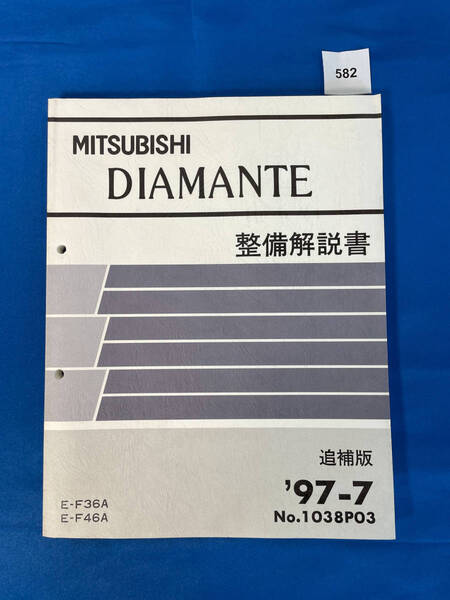 582
MITSUBISHI
DIAMANTE
整備解説書
追補版
'97-7
No.1038P03
E-F36A
E-F46A